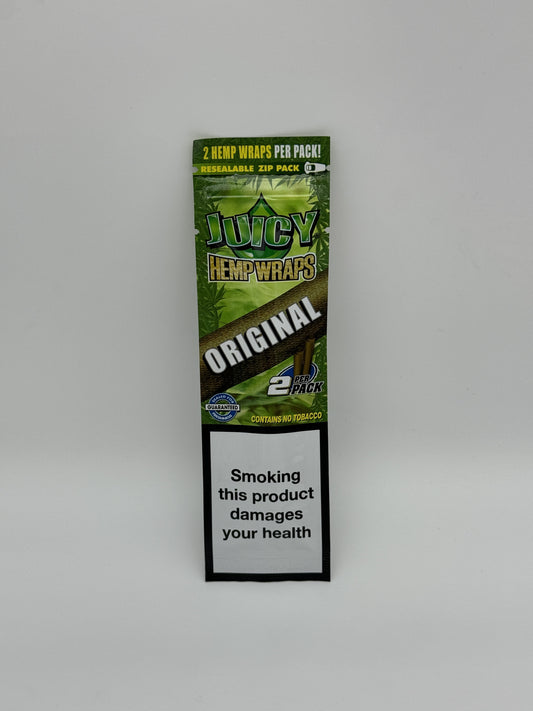 2 HEMP WRAPS PER PACK!
RESEALABLE ZIP PACK
JUICY
HEMP WRAPS
ORIGINAL
2 PER PACK
GUARANTEED
CONTAINS NO TOBACCO
Smoking
this product
damages
your health